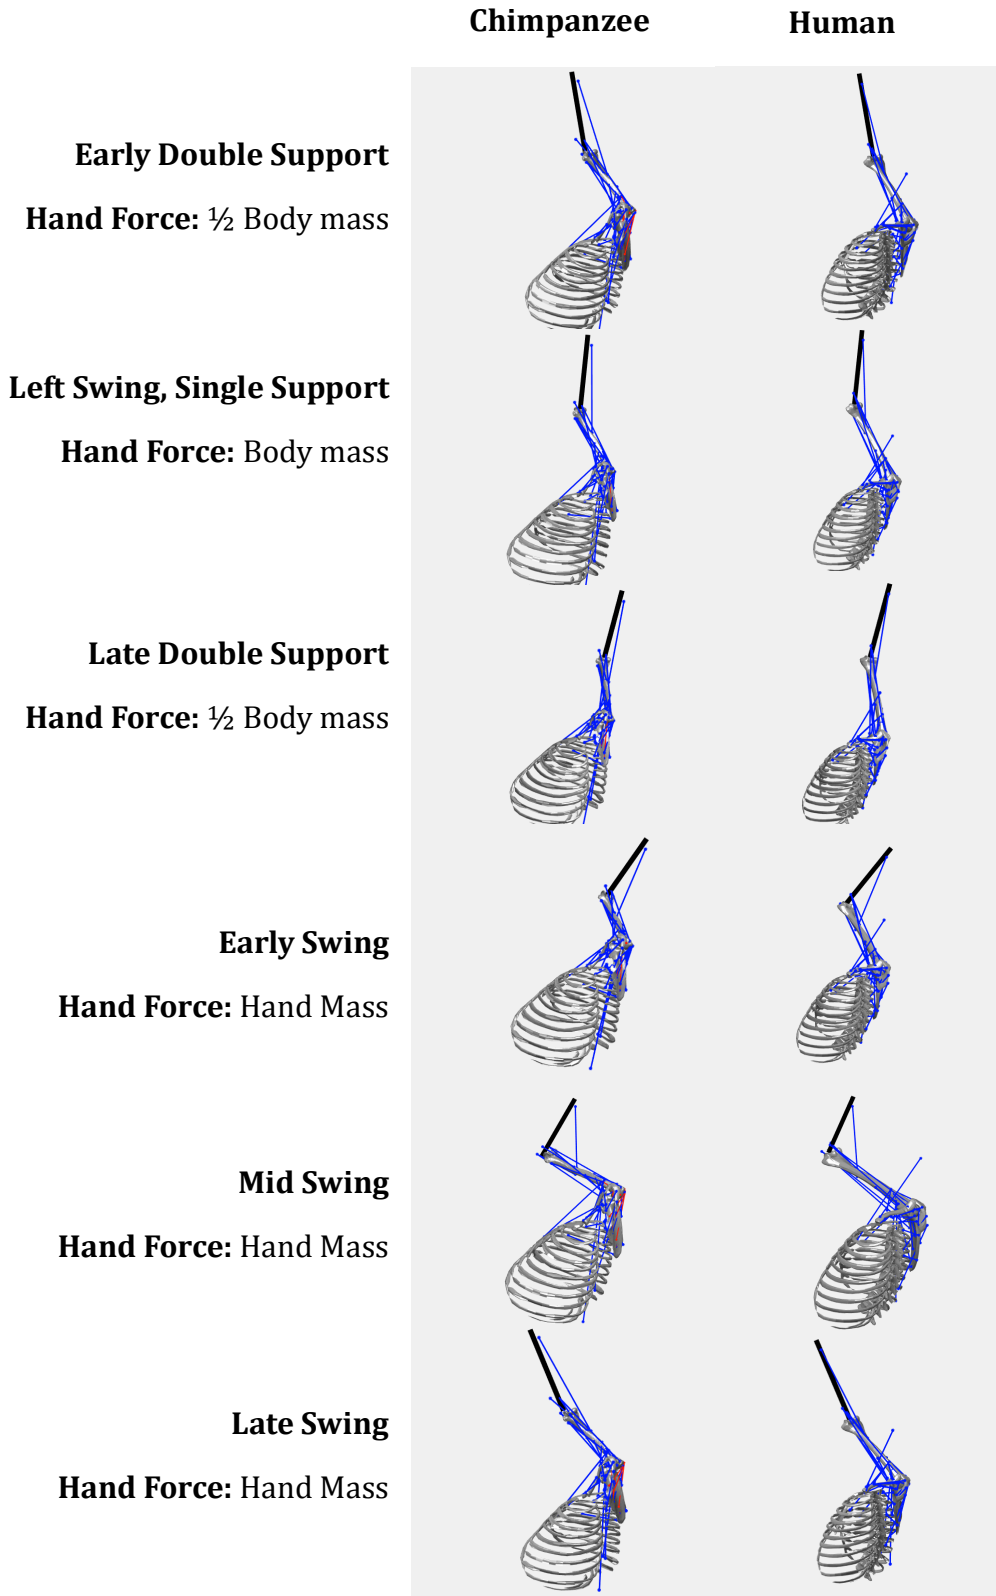 Chimpanzee Human
Early Double Support
Hand Force: ½ Body mass
Left Swing, Single Support
Hand Force: Body mass
Late Double Support
Hand Force: ½ Body mass
Early Swing
Hand Force: Hand Mass
Mid Swing
Hand Force: Hand Mass
Late Swing
Hand Force: Hand Mass